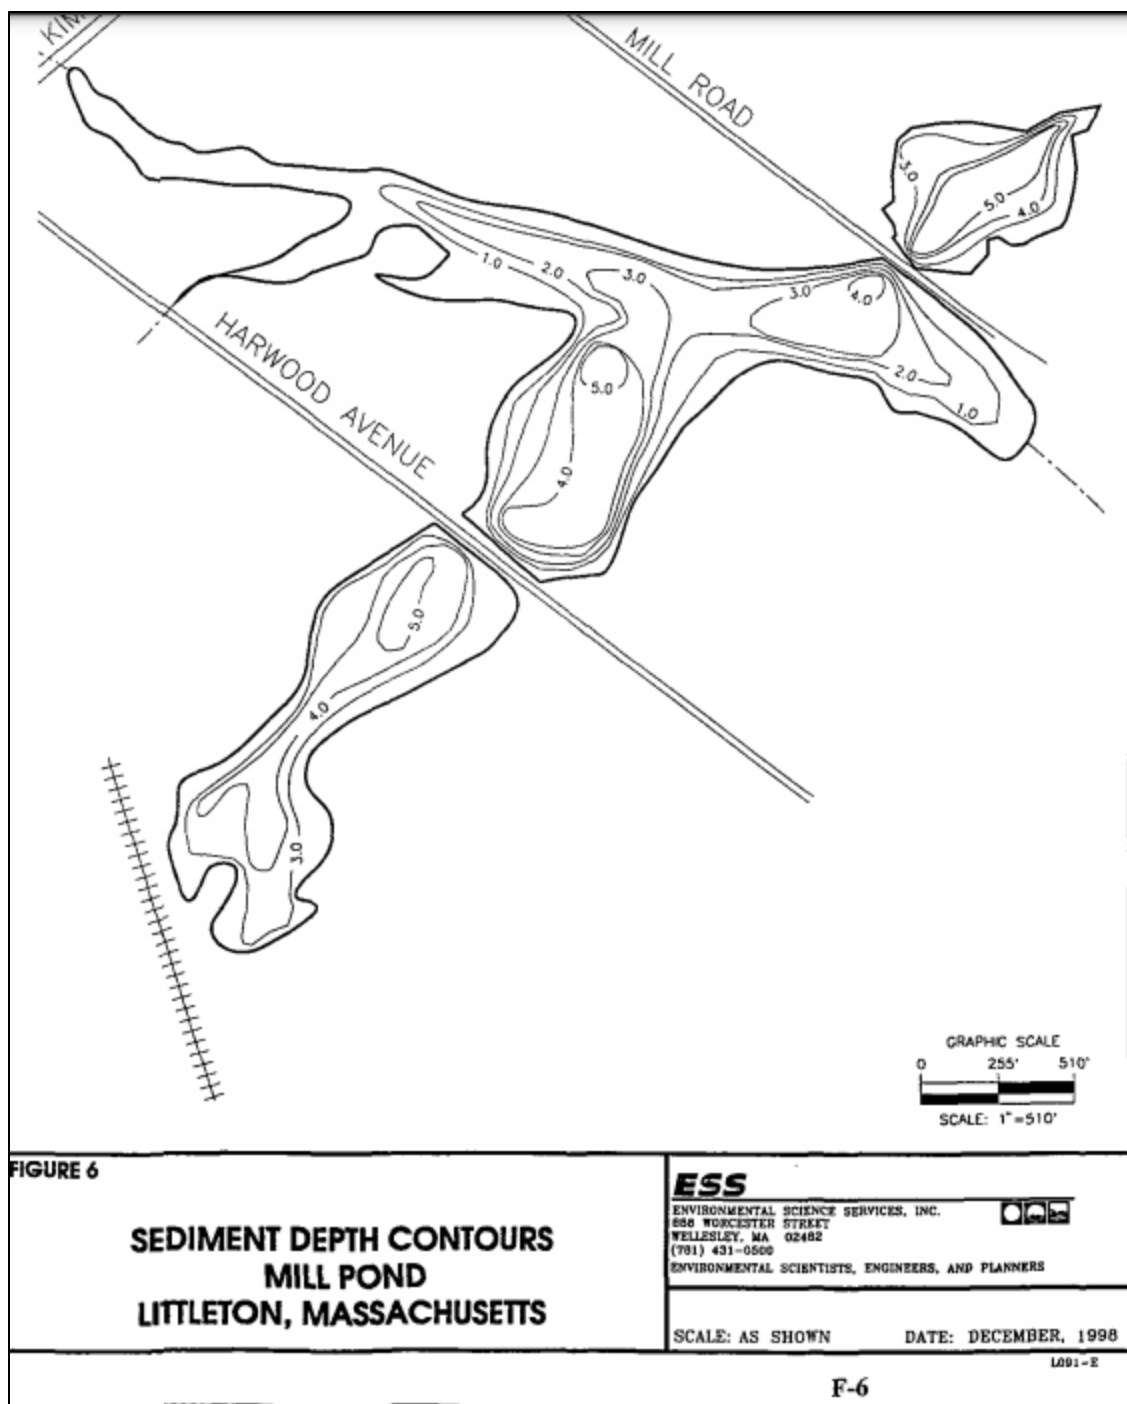 KIM
MILL ROAD
3.0
5.0
4.0
1.0
2.0
3.0
3.0
4.0
HARWOOD AVENUE
5.0
2.0
1.0
4.0
5.0
4.0
3.0
GRAPHIC SCALE
0 255' 510'
SCALE: 1"=510'
FIGURE 6
SEDIMENT DEPTH CONTOURS
MILL POND
LITTLETON, MASSACHUSETTS
ESS
ENVIRONMENTAL SCIENCE SERVICES, INC.
888 WORCESTER STREET
WELLESLEY, MA 02482
(781) 431-0500
ENVIRONMENTAL SCIENTISTS, ENGINEERS, AND PLANNERS
SCALE: AS SHOWN DATE: DECEMBER, 1998
L091-E
F-6